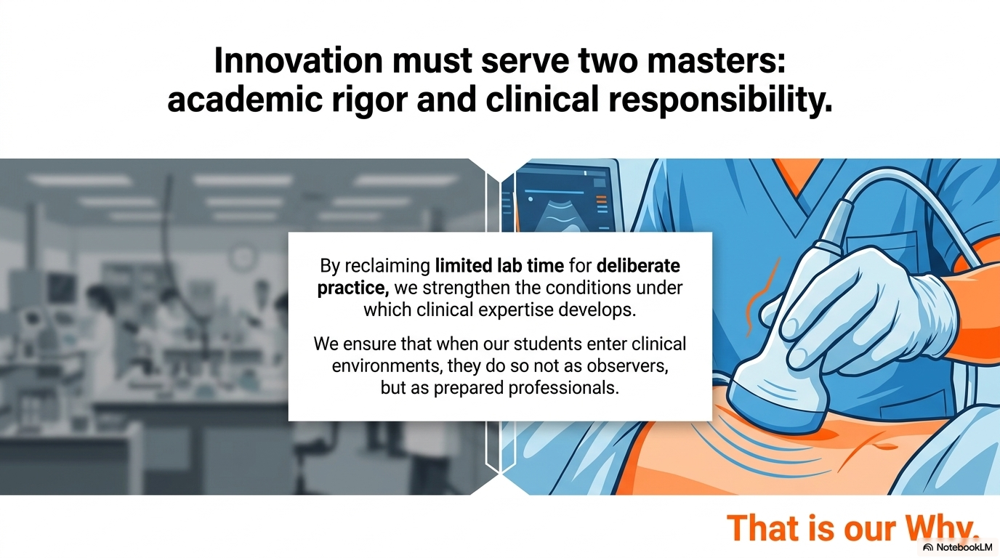 Innovation must serve two masters:
academic rigor and clinical responsibility.
By reclaiming limited lab time for deliberate
practice, we strengthen the conditions under
which clinical expertise develops.
We ensure that when our students enter clinical
environments, they do so not as observers,
but as prepared professionals.
That is our Why.
NotebookLM